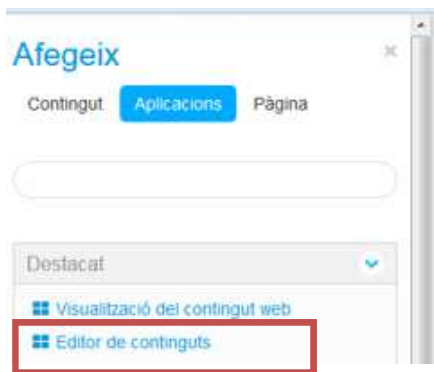 Afegeix
Contingut Aplicacions Pàgina
Destacat
Visualització del contingut web
Editor de continguts